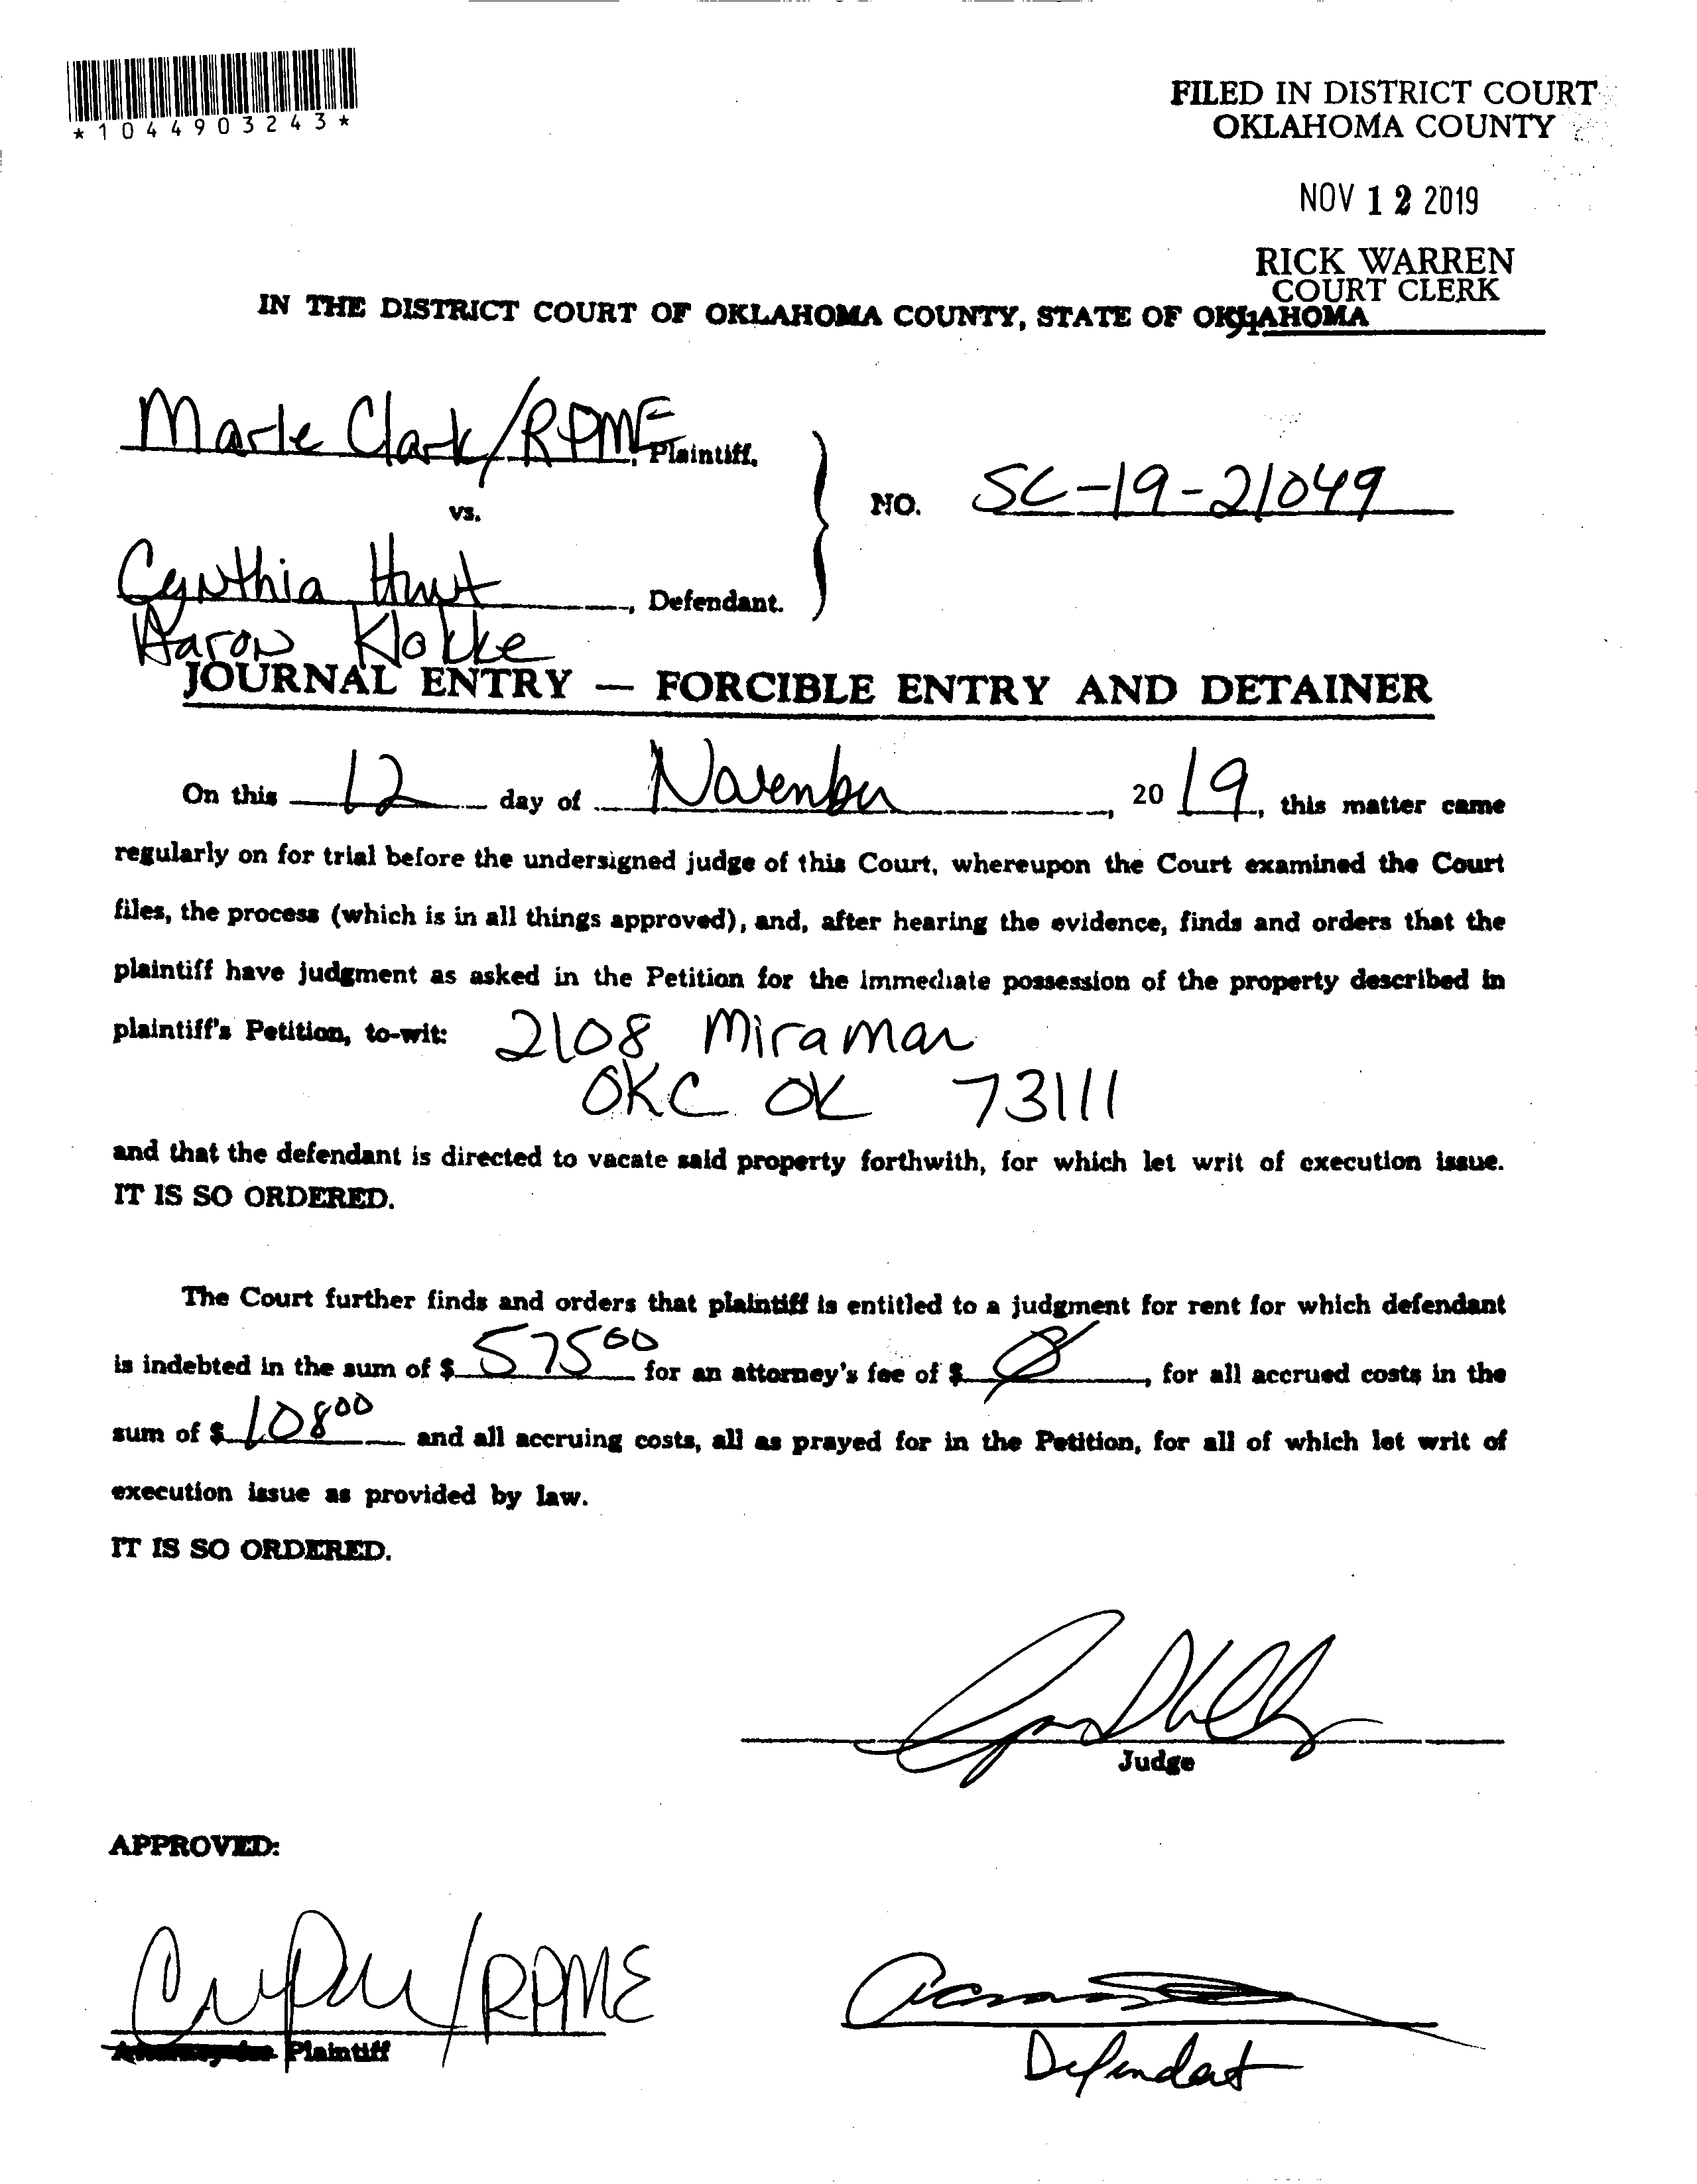 *1044903243*
FILED IN DISTRICT COURT
OKLAHOMA COUNTY
NOV 12 2019
RICK WARREN
COURT CLERK
IN THE DISTRICT COURT OF OKLAHOMA COUNTY, STATE OF OKLAHOMA
Marle Clark/RPME, Plaintiff,
vs.
NO. SC-19-21049
Cynthia Hunt, Defendant.
Aaron Klokke
JOURNAL ENTRY — FORCIBLE ENTRY AND DETAINER
On this 12 day of November, 2019, this matter came
regularly on for trial before the undersigned judge of this Court, whereupon the Court examined the Court
files, the process (which is in all things approved), and, after hearing the evidence, finds and orders that the
plaintiff have judgment as asked in the Petition for the immediate possession of the property described in
plaintiff's Petition, to-wit: 2108 Miramar
OKC OK 73111
and that the defendant is directed to vacate said property forthwith, for which let writ of execution issue.
IT IS SO ORDERED.
The Court further finds and orders that plaintiff is entitled to a judgment for rent for which defendant
is indebted in the sum of $ 575 00 for an attorney's fee of $ 0, for all accrued costs in the
sum of $ 108 00 and all accruing costs, all as prayed for in the Petition, for all of which let writ of
execution issue as provided by law.
IT IS SO ORDERED.
Judge
APPROVED:
/RPME
Plaintiff
Defendant